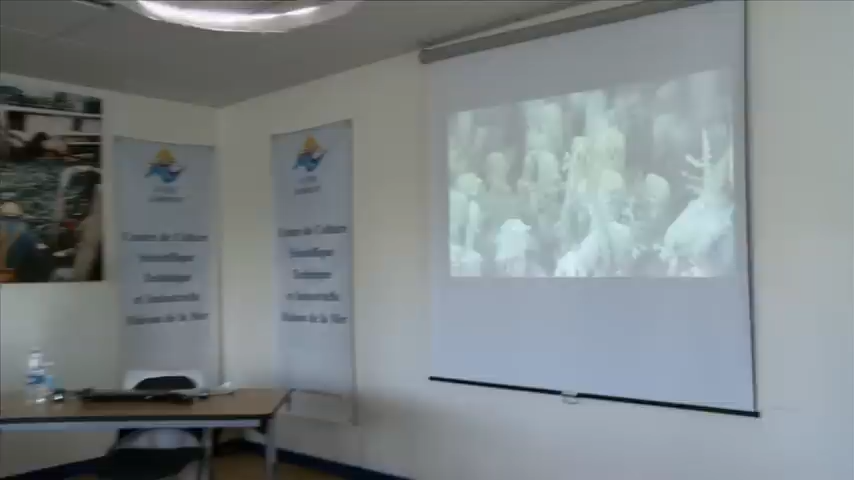 Centre de Culture
Scientifique
Technique
et Industrielle
Maison de la Mer
Centre de Culture
Scientifique
Technique
et Industrielle
Maison de la Mer